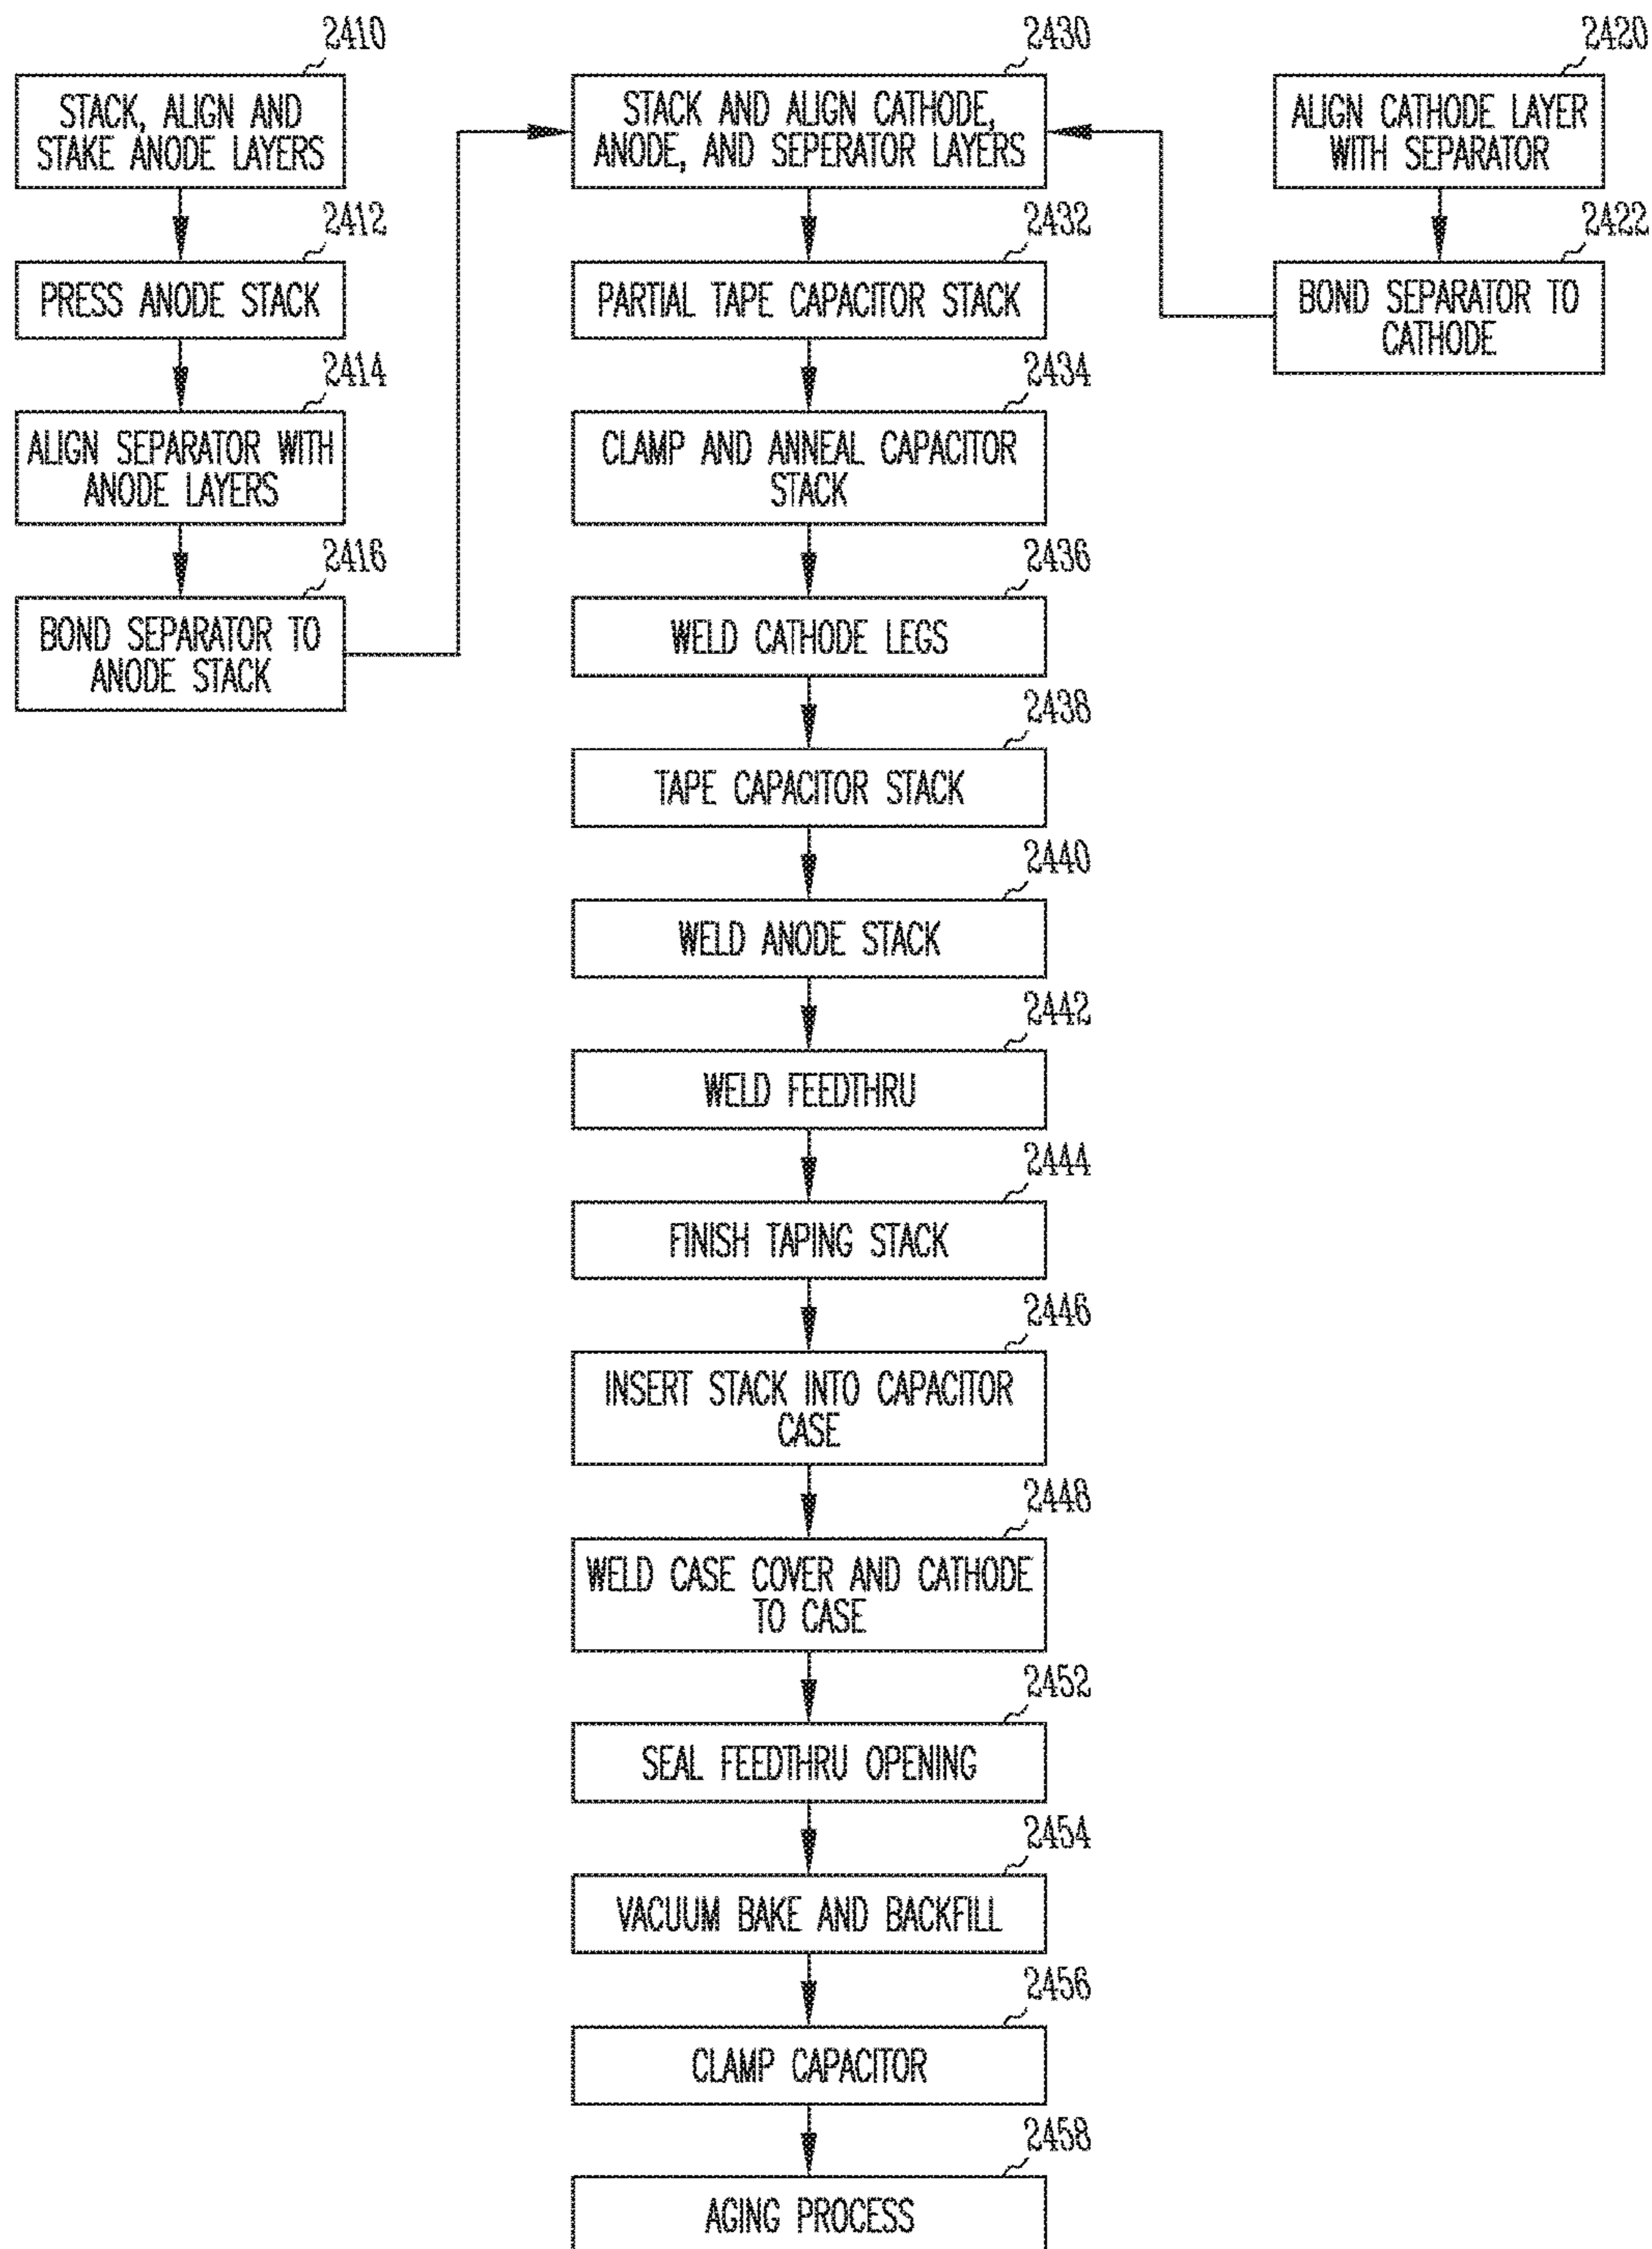 2410
STACK, ALIGN AND
STAKE ANODE LAYERS
2412
PRESS ANODE STACK
2414
ALIGN SEPARATOR WITH
ANODE LAYERS
2416
BOND SEPARATOR TO
ANODE STACK
2430
STACK AND ALIGN CATHODE,
ANODE, AND SEPERATOR LAYERS
2432
PARTIAL TAPE CAPACITOR STACK
2434
CLAMP AND ANNEAL CAPACITOR
STACK
2436
WELD CATHODE LEGS
2438
TAPE CAPACITOR STACK
2440
WELD ANODE STACK
2442
WELD FEEDTHRU
2444
FINISH TAPING STACK
2446
INSERT STACK INTO CAPACITOR
CASE
2448
WELD CASE COVER AND CATHODE
TO CASE
2452
SEAL FEEDTHRU OPENING
2454
VACUUM BAKE AND BACKFILL
2456
CLAMP CAPACITOR
2458
AGING PROCESS
2420
ALIGN CATHODE LAYER
WITH SEPARATOR
2422
BOND SEPARATOR TO
CATHODE